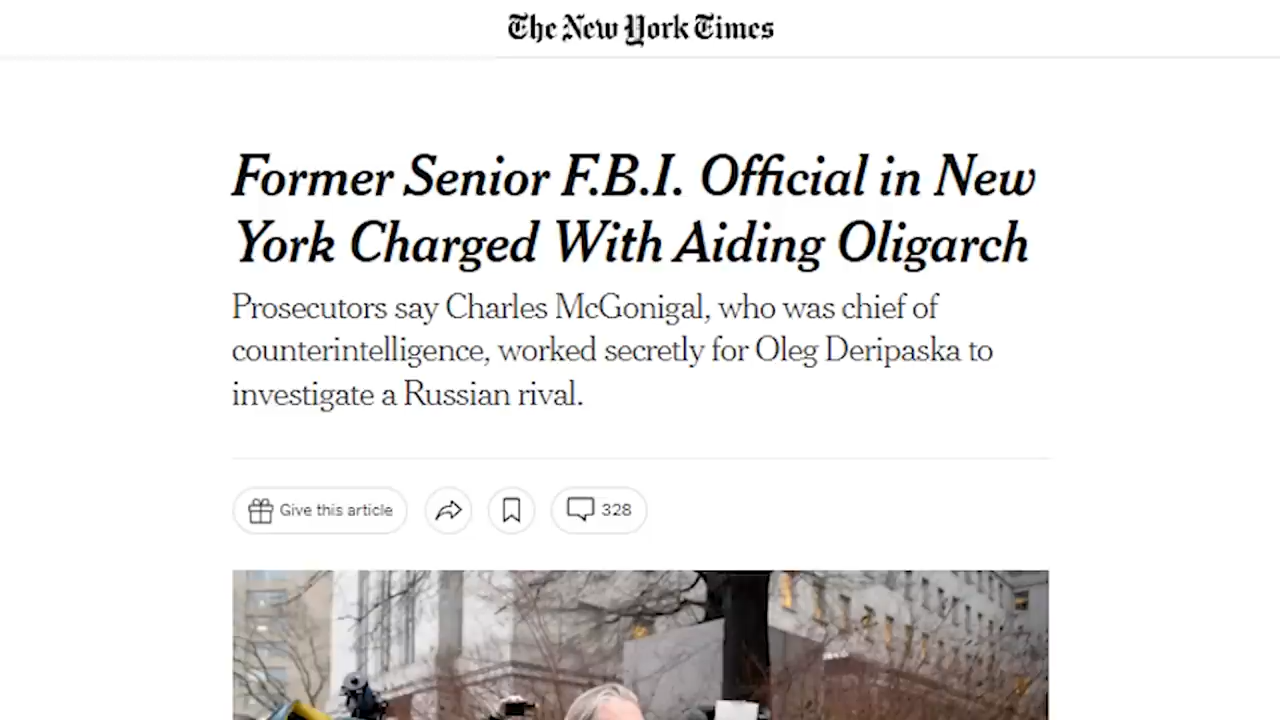 The New York Times
Former Senior F.B.I. Official in New
York Charged With Aiding Oligarch
Prosecutors say Charles McGonigal, who was chief of
counterintelligence, worked secretly for Oleg Deripaska to
investigate a Russian rival.
Give this article
328